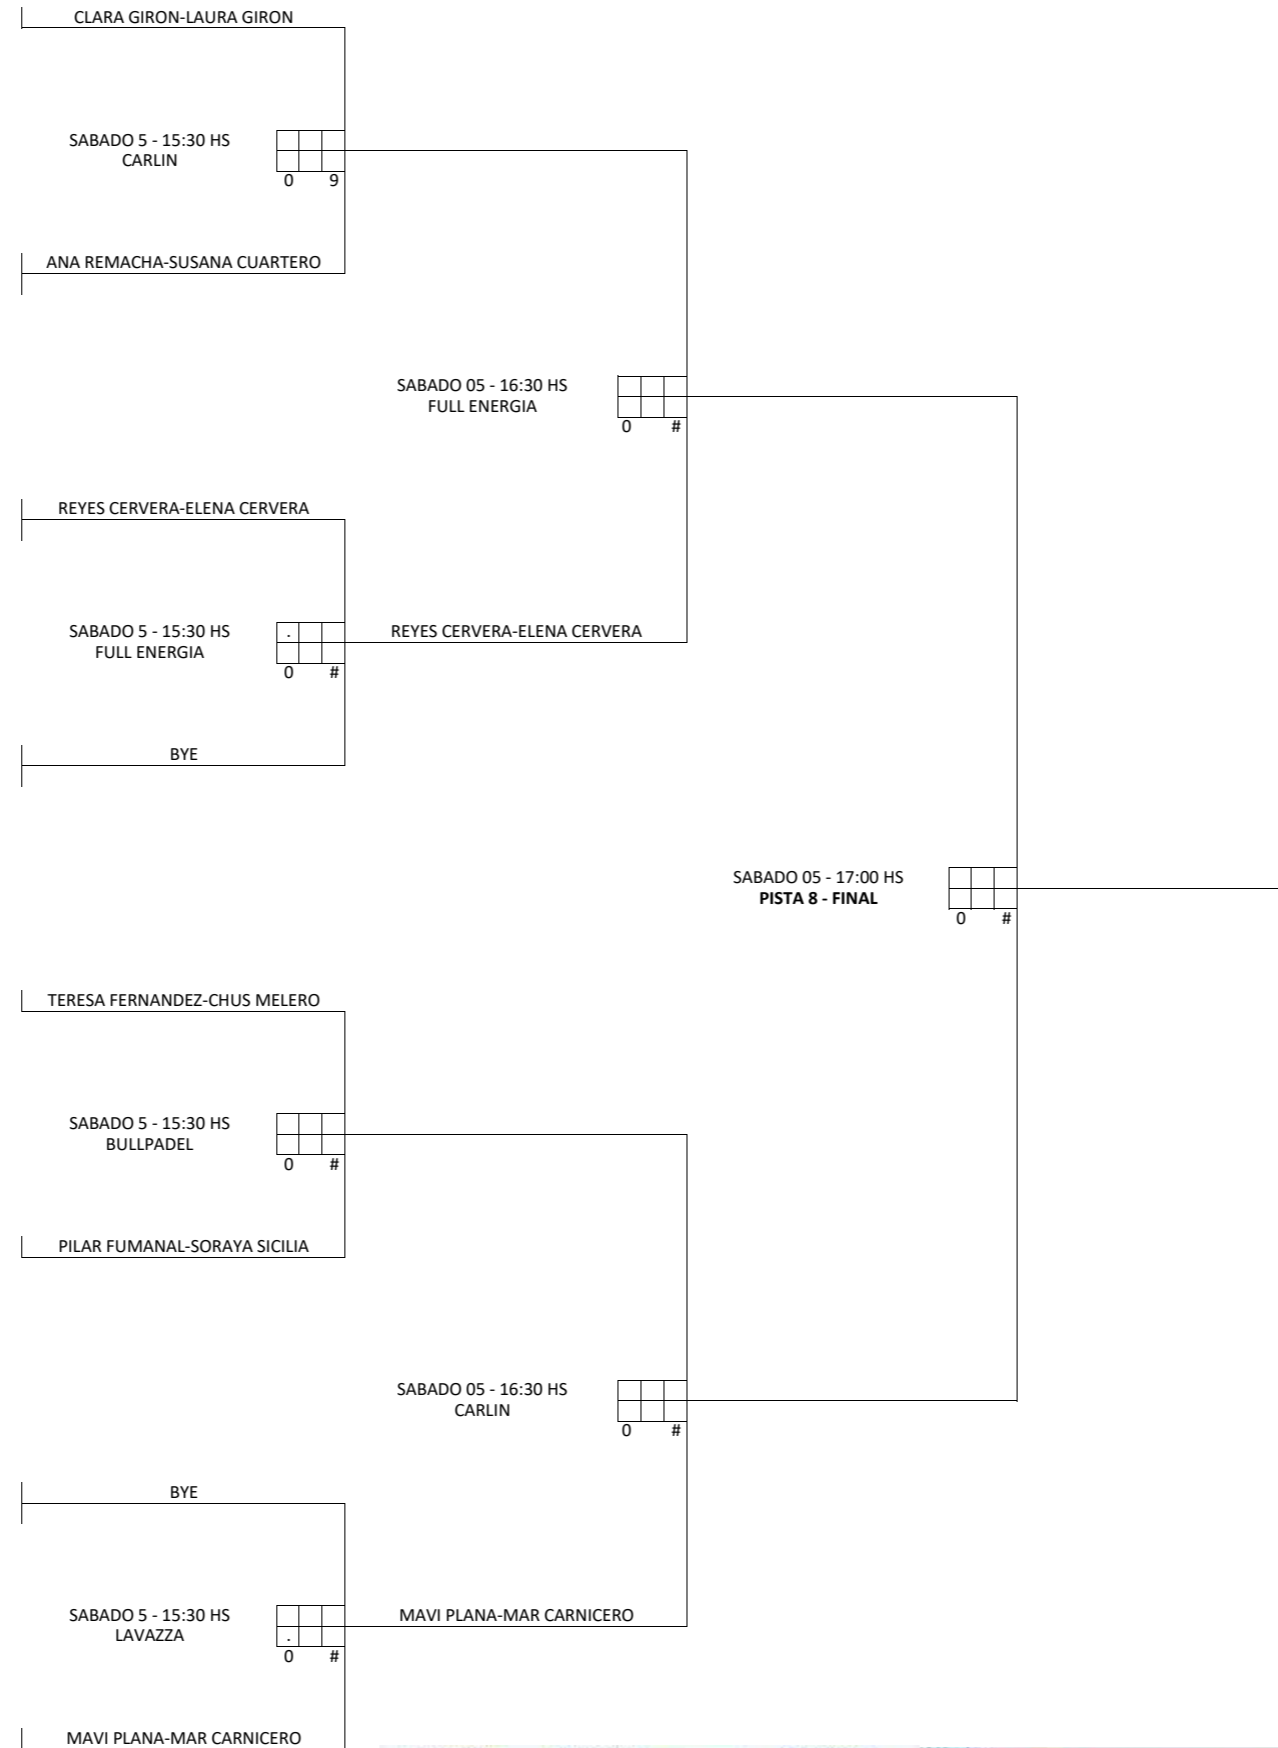 CLARA GIRON-LAURA GIRON
SABADO 5 - 15:30 HS
CARLIN
0 9
ANA REMACHA-SUSANA CUARTERO
SABADO 05 - 16:30 HS
FULL ENERGIA
0 #
REYES CERVERA-ELENA CERVERA
SABADO 5 - 15:30 HS
FULL ENERGIA
.
0 #
REYES CERVERA-ELENA CERVERA
BYE
SABADO 05 - 17:00 HS
PISTA 8 - FINAL
0 #
TERESA FERNANDEZ-CHUS MELERO
SABADO 5 - 15:30 HS
BULLPADEL
0 #
PILAR FUMANAL-SORAYA SICILIA
SABADO 05 - 16:30 HS
CARLIN
0 #
BYE
SABADO 5 - 15:30 HS
LAVAZZA
.
0 #
MAVI PLANA-MAR CARNICERO
MAVI PLANA-MAR CARNICERO